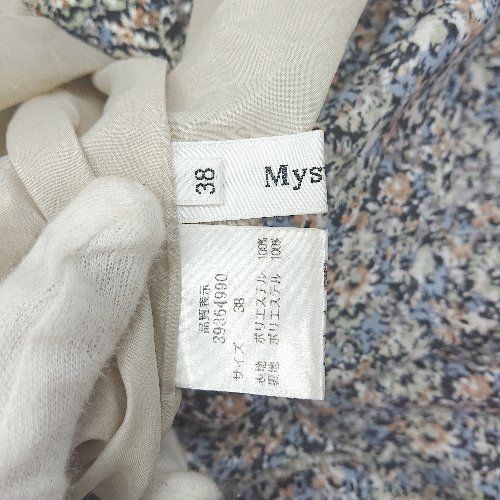 38
Mys
品質表示
39364990
サイズ 38
表地 ポリエステル 100%
裏地 ポリエステル 100%